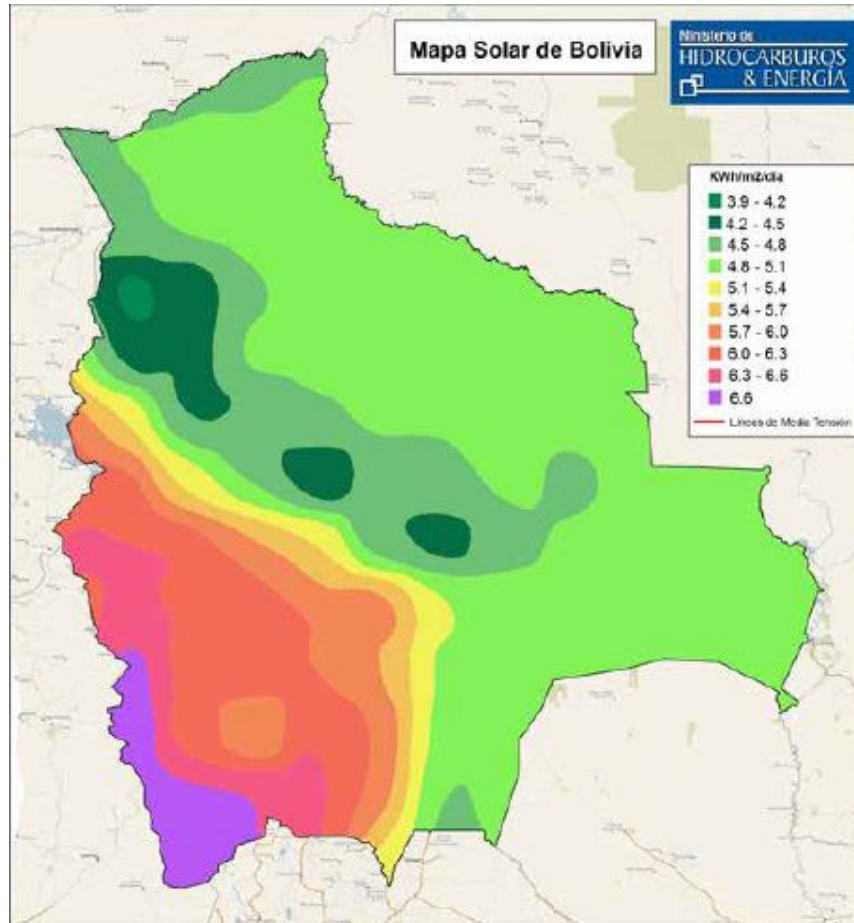 Mapa Solar de Bolivia
Ministerio de
HIDROCARBUROS
& ENERGÍA
KWh/m2/dia
3.9 - 4.2
4.2 - 4.5
4.5 - 4.8
4.8 - 5.1
5.1 - 5.4
5.4 - 5.7
5.7 - 6.0
6.0 - 6.3
6.3 - 6.6
6.6
Líneas de Media Tensión